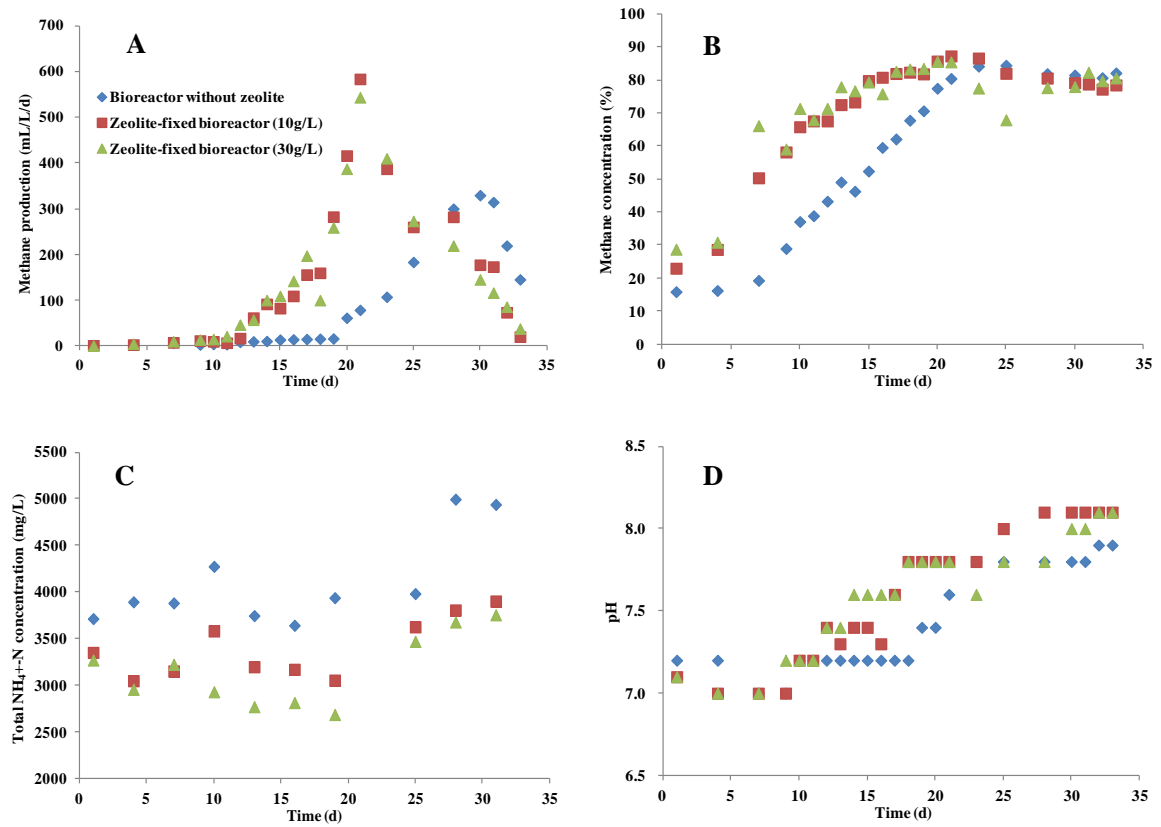 A
Methane production (mL/L/d)
700
600
500
400
300
200
100
0
Bioreactor without zeolite
Zeolite-fixed bioreactor (10g/L)
Zeolite-fixed bioreactor (30g/L)
0 5 10 15 20 25 30 35
Time (d)
B
Methane concentration (%)
100
90
80
70
60
50
40
30
20
10
0
0 5 10 15 20 25 30 35
Time (d)
C
Total NH₄--N concentration (mg/L)
5500
5000
4500
4000
3500
3000
2500
2000
0 5 10 15 20 25 30 35
Time (d)
D
pH
8.5
8.0
7.5
7.0
6.5
0 5 10 15 20 25 30 35
Time (d)